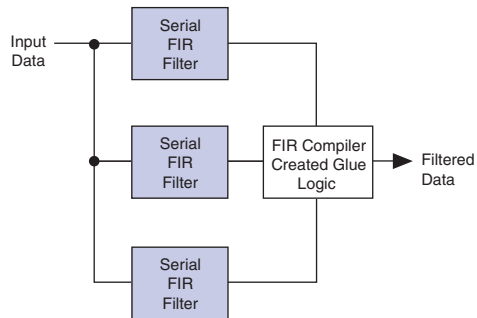 Input
Data
Serial
FIR
Filter
Serial
FIR
Filter
FIR Compiler
Created Glue
Logic
Filtered
Data
Serial
FIR
Filter